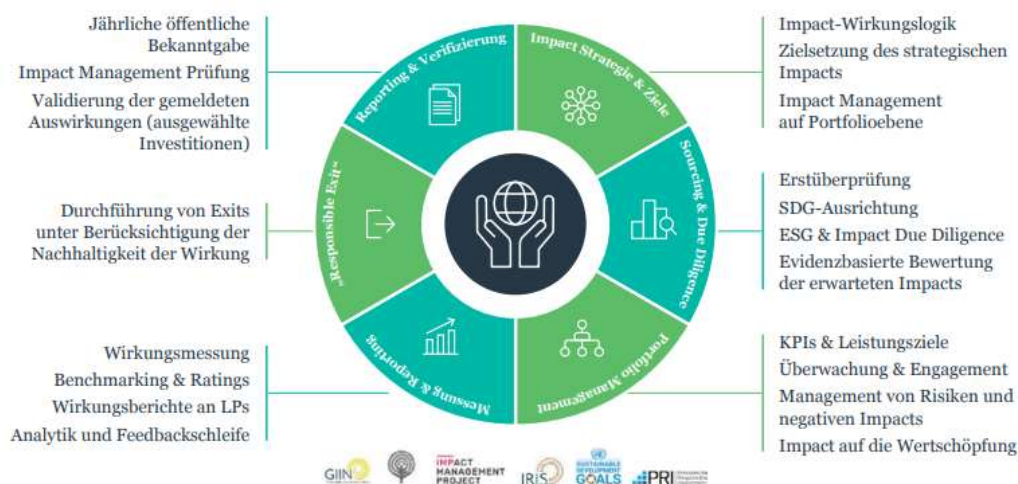 Jährliche öffentliche
Bekanntgabe
Impact Management Prüfung
Validierung der gemeldeten
Auswirkungen (ausgewählte
Investitionen)
Durchführung von Exits
unter Berücksichtigung der
Nachhaltigkeit der Wirkung
Wirkungsmessung
Benchmarking & Ratings
Wirkungsberichte an LPs
Analytik und Feedbackschleife
Reporting & Verifizierung
Impact Strategie & Ziele
Sourcing & Due Diligence
Portfolio Management
Messung & Reporting
„Responsible Exit“
Impact-Wirkungslogik
Zielsetzung des strategischen
Impacts
Impact Management
auf Portfolioebene
Erstüberprüfung
SDG-Ausrichtung
ESG & Impact Due Diligence
Evidenzbasierte Bewertung
der erwarteten Impacts
KPIs & Leistungsziele
Überwachung & Engagement
Management von Risiken und
negativen Impacts
Impact auf die Wertschöpfung
GIIN
IMPACT
MANAGEMENT
PROJECT
IRIS
SUSTAINABLE
DEVELOPMENT
GOALS
PRI